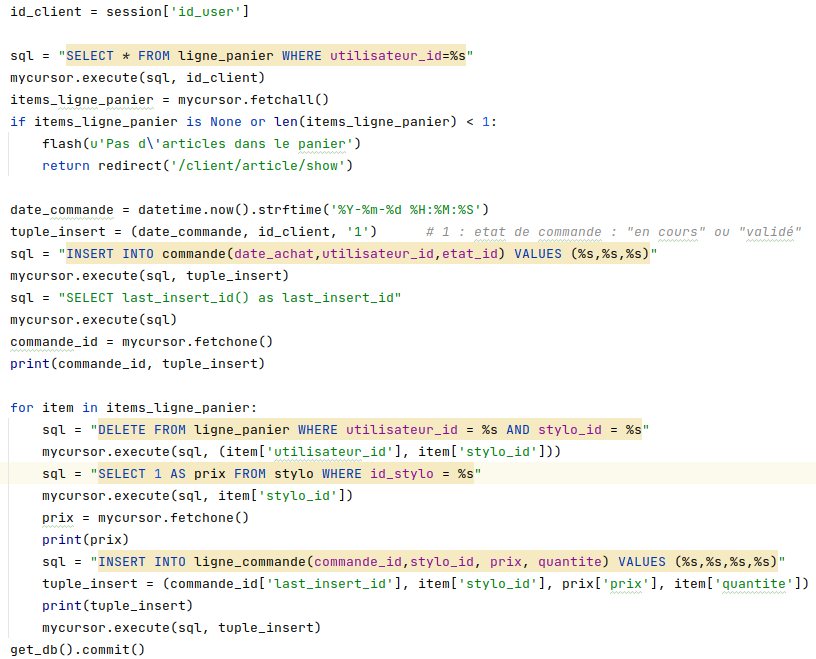 id_client = session['id_user']
sql = "SELECT * FROM ligne_panier WHERE utilisateur_id=%s"
mycursor.execute(sql, id_client)
items_ligne_panier = mycursor.fetchall()
if items_ligne_panier is None or len(items_ligne_panier) < 1:
    flash(u'Pas d\'articles dans le panier')
    return redirect('/client/article/show')
date_commande = datetime.now().strftime('%Y-%m-%d %H:%M:%S')
tuple_insert = (date_commande, id_client, '1')      # 1 : etat de commande : "en cours" ou "validé"
sql = "INSERT INTO commande(date_achat,utilisateur_id,etat_id) VALUES (%s,%s,%s)"
mycursor.execute(sql, tuple_insert)
sql = "SELECT last_insert_id() as last_insert_id"
mycursor.execute(sql)
commande_id = mycursor.fetchone()
print(commande_id, tuple_insert)
for item in items_ligne_panier:
    sql = "DELETE FROM ligne_panier WHERE utilisateur_id = %s AND stylo_id = %s"
    mycursor.execute(sql, (item['utilisateur_id'], item['stylo_id']))
    sql = "SELECT 1 AS prix FROM stylo WHERE id_stylo = %s"
    mycursor.execute(sql, item['stylo_id'])
    prix = mycursor.fetchone()
    print(prix)
    sql = "INSERT INTO ligne_commande(commande_id,stylo_id, prix, quantite) VALUES (%s,%s,%s,%s)"
    tuple_insert = (commande_id['last_insert_id'], item['stylo_id'], prix['prix'], item['quantite'])
    print(tuple_insert)
    mycursor.execute(sql, tuple_insert)
get_db().commit()